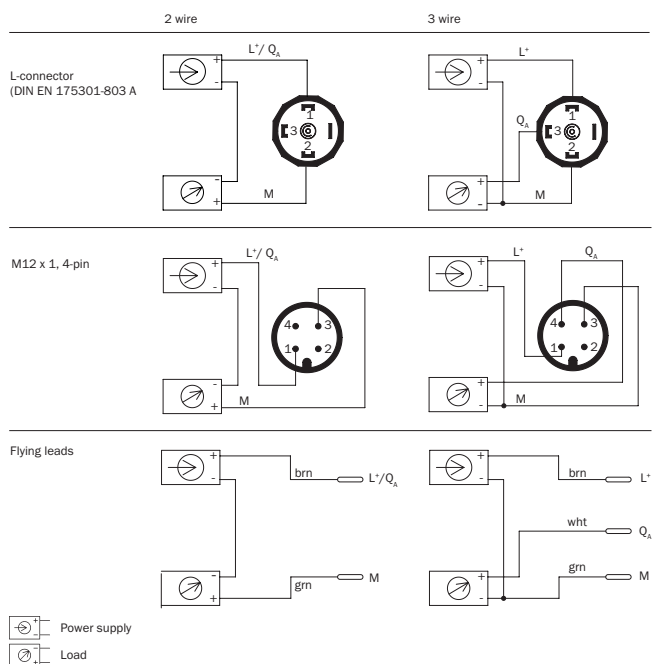 2 wire 3 wire
L-connector
(DIN EN 175301-803 A
L⁺/ Q_A
+
-
1
3
2
-
+
M
L⁺
+
-
Q_A
1
3
2
+
-
M
M12 x 1, 4-pin
L⁺/ Q_A
+
-
4 3
1 2
-
+
M
L⁺ Q_A
+
-
4 3
1 2
+
-
M
Flying leads
+
-
brn L⁺/Q_A
-
+
grn M
+
-
brn L⁺
wht Q_A
+
-
grn M
+
-
Power supply
-
+
Load